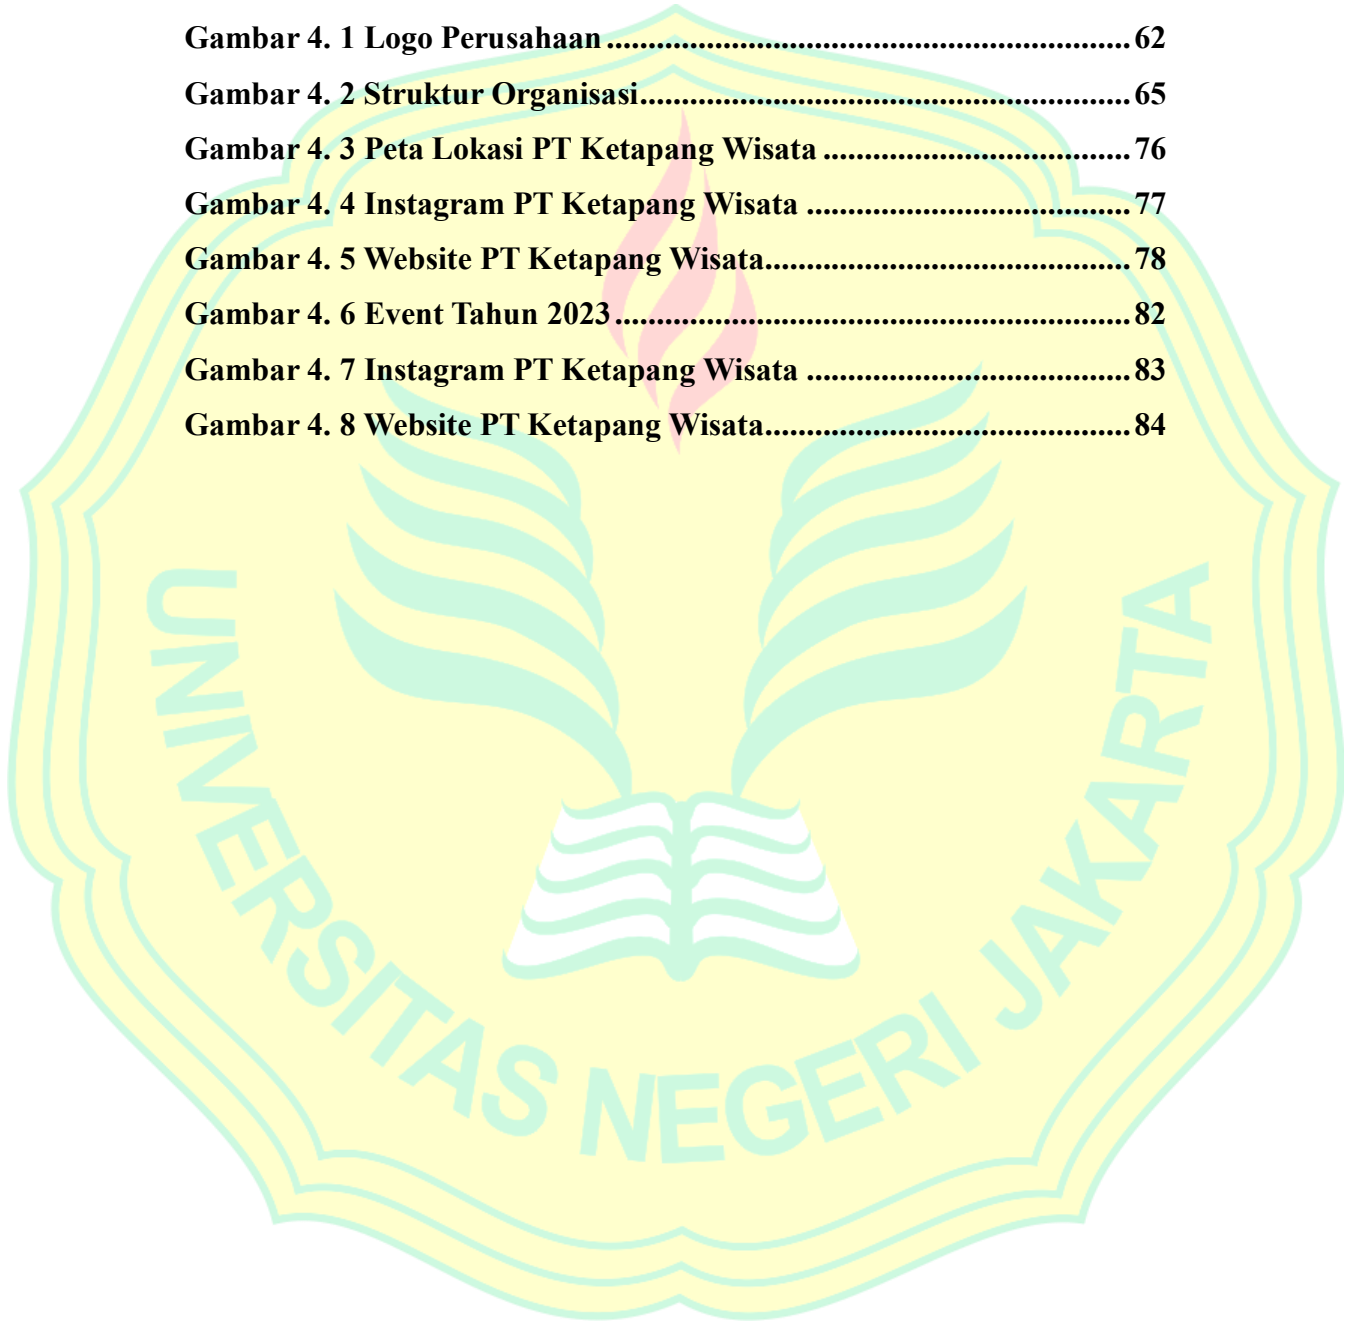 Gambar 4. 1 Logo Perusahaan ................................................................ 62
Gambar 4. 2 Struktur Organisasi............................................................ 65
Gambar 4. 3 Peta Lokasi PT Ketapang Wisata ..................................... 76
Gambar 4. 4 Instagram PT Ketapang Wisata ....................................... 77
Gambar 4. 5 Website PT Ketapang Wisata............................................ 78
Gambar 4. 6 Event Tahun 2023 ............................................................... 82
Gambar 4. 7 Instagram PT Ketapang Wisata ....................................... 83
Gambar 4. 8 Website PT Ketapang Wisata............................................ 84
UNIVERSITAS NEGERI JAKARTA